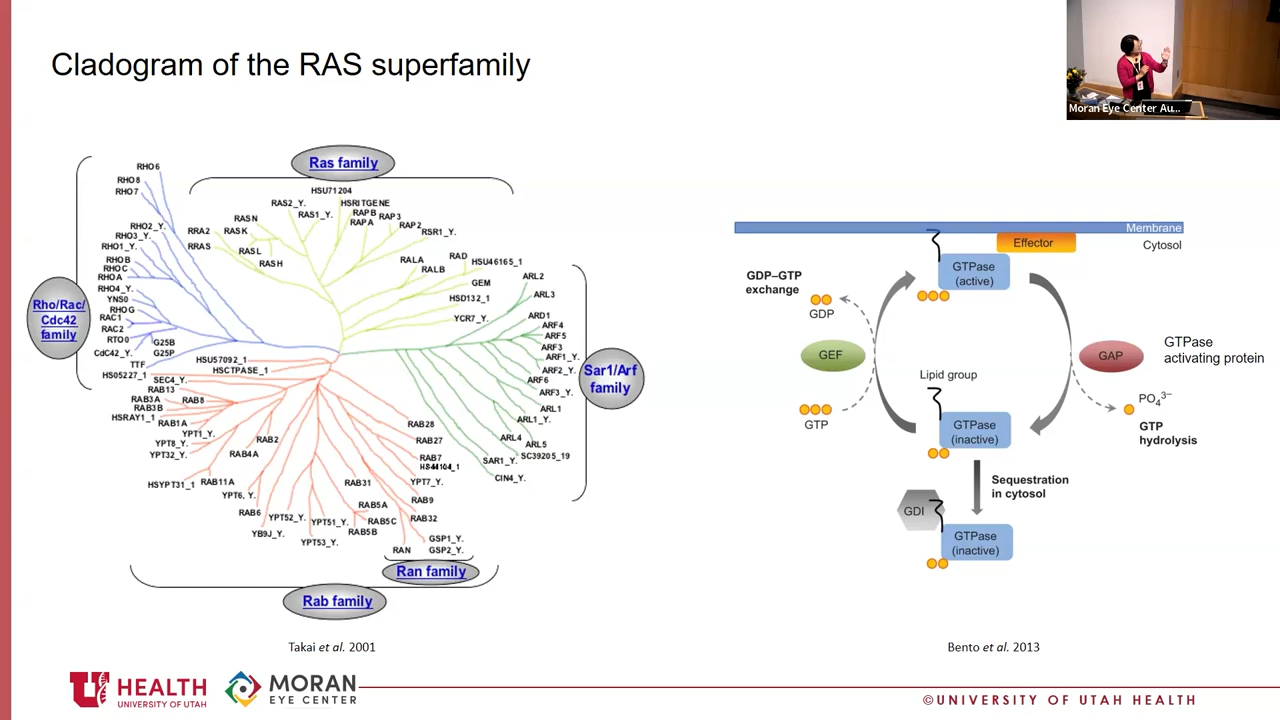 Cladogram of the RAS superfamily
Moran Eye Center Au...
Ras family
RHO6
RHO8
RHO7
RHO2_Y.
RHO3_Y.
RHO1_Y.
RHOB
RHOC
RHOA
RHO4_Y.
YNS0
RHOG
RAC1
RAC2
RTO0
CdC42_Y.
G25B
G25P
TTF
HS05227_1
Rho/Rac/
Cdc42
family
HSU71204
RAS2_Y.
HSRITGENE
RAS1_Y.
RAPB
RAP3
RAPA
RAP2
RSR1_Y.
RASN
RRA2
RASK
RRAS
RASL
RASH
RALA
RALB
RAD
HSU46165_1
GEM
HSD132_1
YCR7_Y.
ARL2
ARL3
ARD1
ARF4
ARF5
ARF3
ARF1_Y.
ARF2_Y.
ARF6
ARF3_Y.
ARL1
ARL1_Y.
ARL4
ARL5
SC39205_19
SAR1_Y.
CIN4_Y.
Sar1/Arf
family
HSU57092_1
HSCTPASE_1
SEC4_Y.
RAB13
RAB3A
RAB8
RAB3B
HSRAY1_1
RAB1A
YPT1_Y.
YPT8_Y.
YPT32_Y.
RAB2
RAB4A
HSYPT31_1
RAB11A
YPT6, Y.
RAB6
YPT52_Y.
YB9J_Y.
YPT51_Y.
YPT53_Y.
RAB31
RAB5A
RAB5C
RAB5B
RAB28
RAB27
RAB7
HS44104_1
YPT7_Y.
RAB9
RAB32
GSP1_Y.
RAN
GSP2_Y.
Ran family
Rab family
Takai et al. 2001
Membrane
Cytosol
Effector
GTPase
(active)
GDP–GTP
exchange
GDP
GEF
GTP
Lipid group
GTPase
(inactive)
GAP
GTPase
activating protein
PO₄³⁻
GTP
hydrolysis
Sequestration
in cytosol
GDI
GTPase
(inactive)
Bento et al. 2013
U HEALTH
UNIVERSITY OF UTAH
MORAN
EYE CENTER
©UNIVERSITY OF UTAH HEALTH